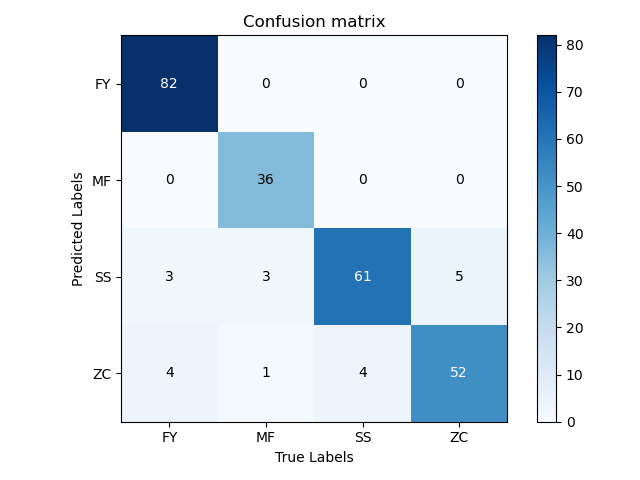 Confusion matrix
Predicted Labels
FY 82 0 0 0
MF 0 36 0 0
SS 3 3 61 5
ZC 4 1 4 52
FY MF SS ZC
True Labels
80
70
60
50
40
30
20
10
0